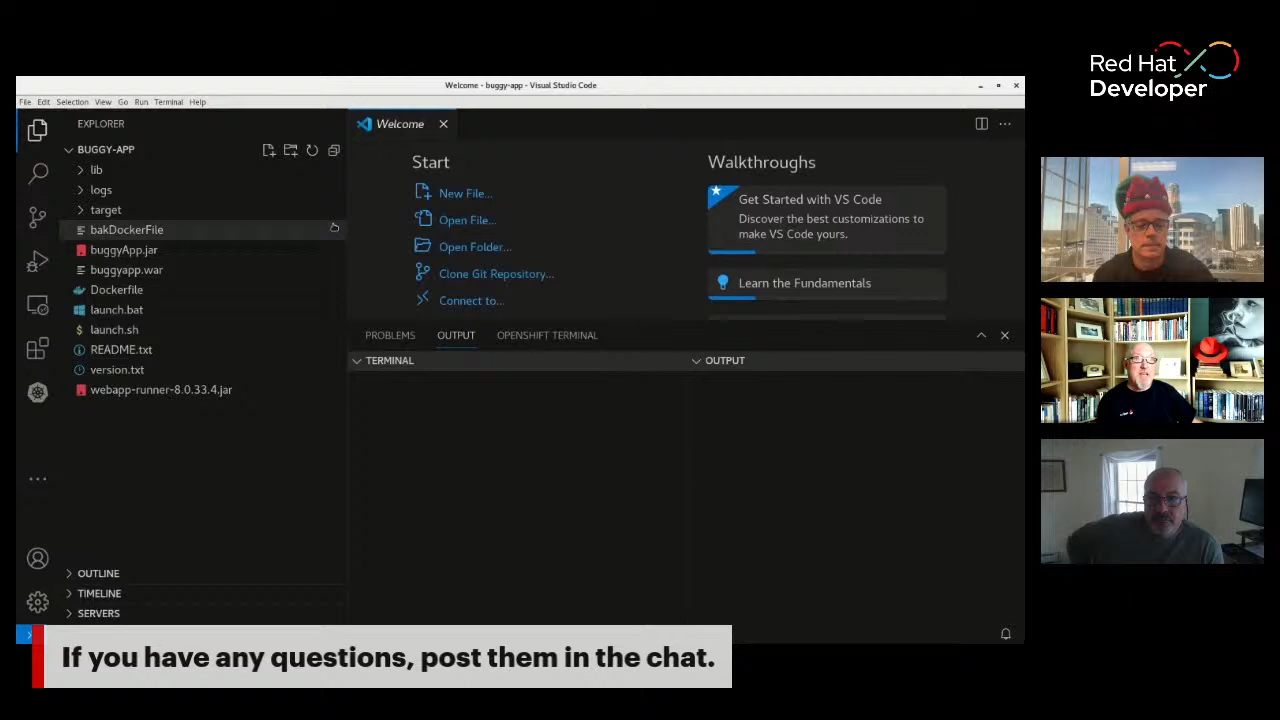 Red Hat
Developer
Welcome - buggy-app - Visual Studio Code
File Edit Selection View Go Run Terminal Help
EXPLORER
BUGGY-APP
lib
logs
target
bakDockerFile
buggyApp.jar
buggyapp.war
Dockerfile
launch.bat
launch.sh
README.txt
version.txt
webapp-runner-8.0.33.4.jar
OUTLINE
TIMELINE
SERVERS
Welcome
Start
New File...
Open File...
Open Folder...
Clone Git Repository...
Connect to...
Walkthroughs
Get Started with VS Code
Discover the best customizations to
make VS Code yours.
Learn the Fundamentals
PROBLEMS OUTPUT OPENSHIFT TERMINAL
TERMINAL
OUTPUT
If you have any questions, post them in the chat.